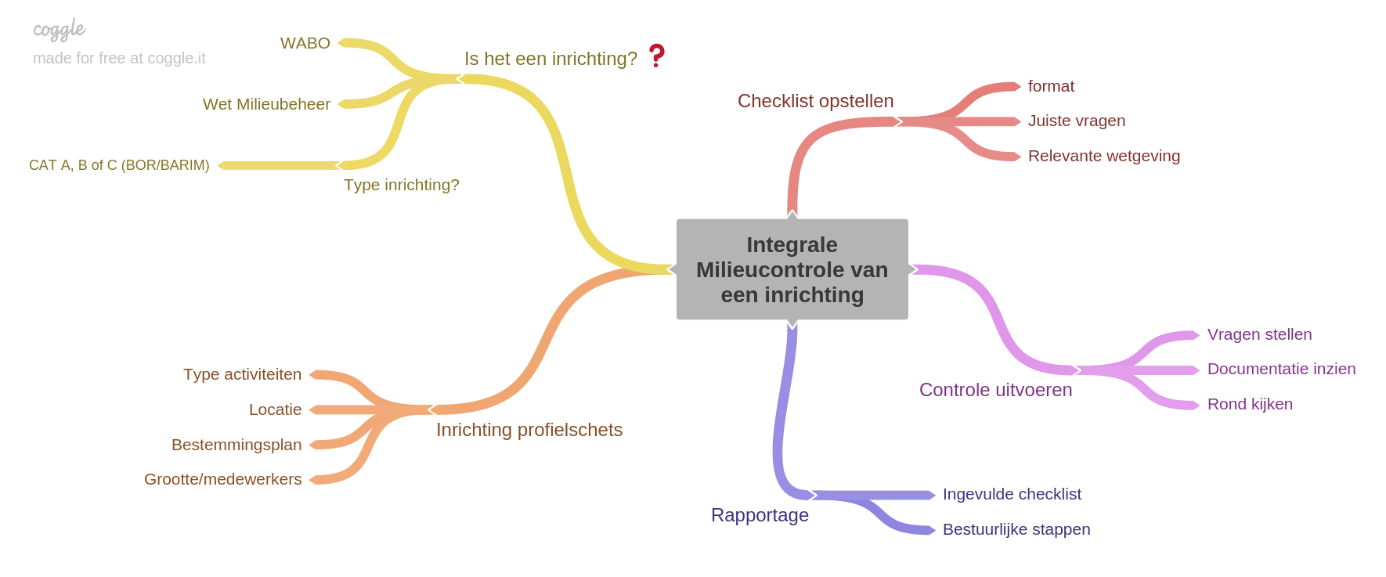 coggle
made for free at coggle.it
Is het een inrichting? ?
WABO
Wet Milieubeheer
Type inrichting?
CAT A, B of C (BOR/BARIM)
Inrichting profielschets
Type activiteiten
Locatie
Bestemmingsplan
Grootte/medewerkers
Integrale
Milieucontrole van
een inrichting
Checklist opstellen
format
Juiste vragen
Relevante wetgeving
Controle uitvoeren
Vragen stellen
Documentatie inzien
Rond kijken
Rapportage
Ingevulde checklist
Bestuurlijke stappen